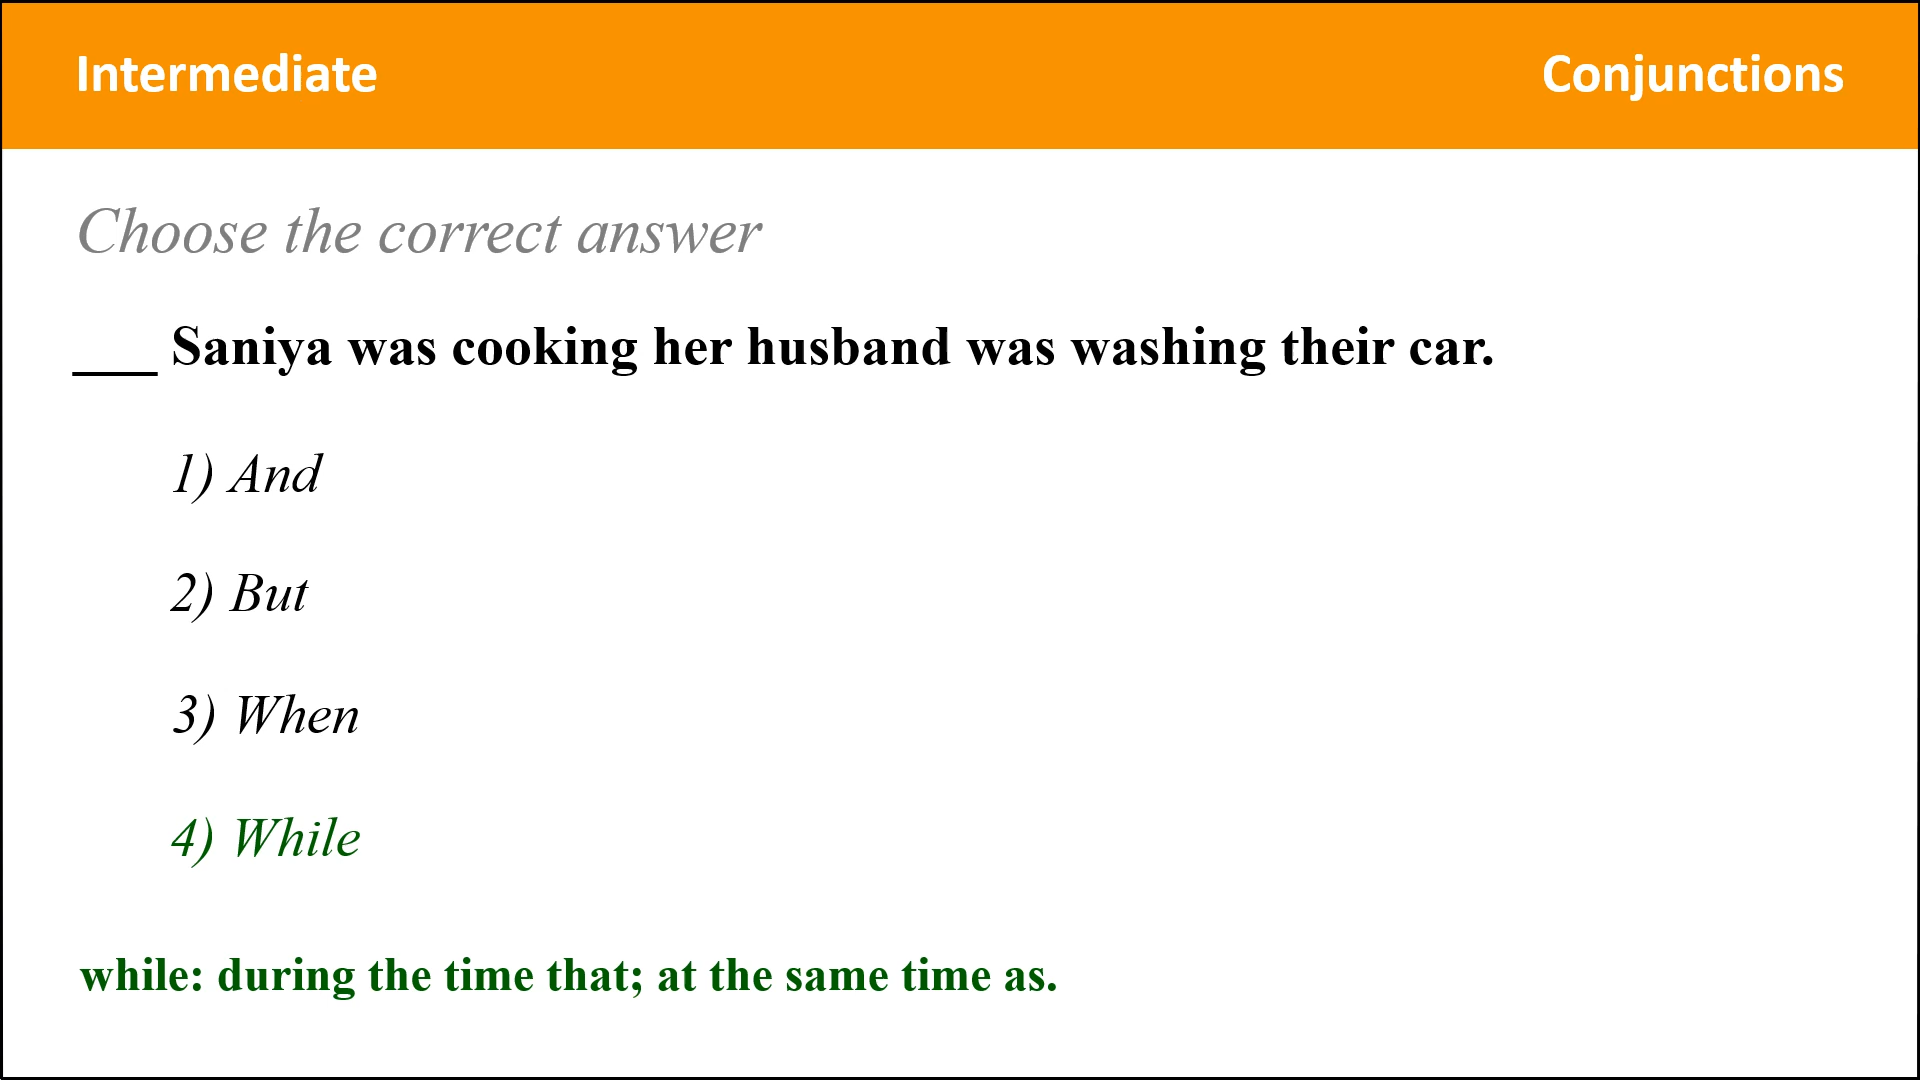 Intermediate
Conjunctions
Choose the correct answer
___ Saniya was cooking her husband was washing their car.
1) And
2) But
3) When
4) While
while: during the time that; at the same time as.